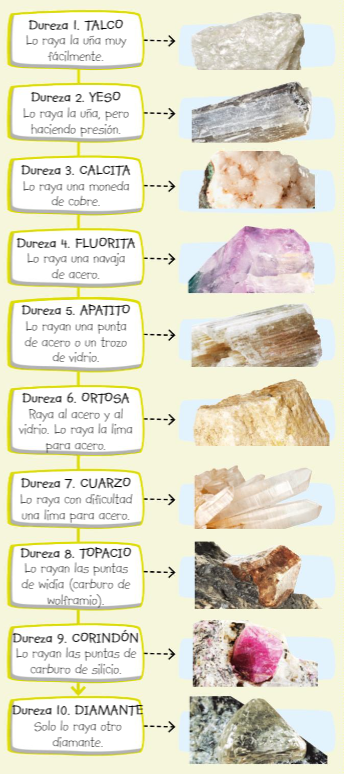 Dureza 1. TALCO
Lo raya la uña muy
fácilmente.
Dureza 2. YESO
Lo raya la uña, pero
haciendo presión.
Dureza 3. CALCITA
Lo raya una moneda
de cobre.
Dureza 4. FLUORITA
Lo raya una navaja
de acero.
Dureza 5. APATITO
Lo rayan una punta
de acero o un trozo
de vidrio.
Dureza 6. ORTOSA
Raya al acero y al
vidrio. Lo raya la lima
para acero.
Dureza 7. CUARZO
Lo raya con dificultad
una lima para acero.
Dureza 8. TOPACIO
Lo rayan las puntas
de widia (carburo de
wolframio).
Dureza 9. CORINDÓN
Lo rayan las puntas de
carburo de silicio.
Dureza 10. DIAMANTE
Solo lo raya otro
diamante.